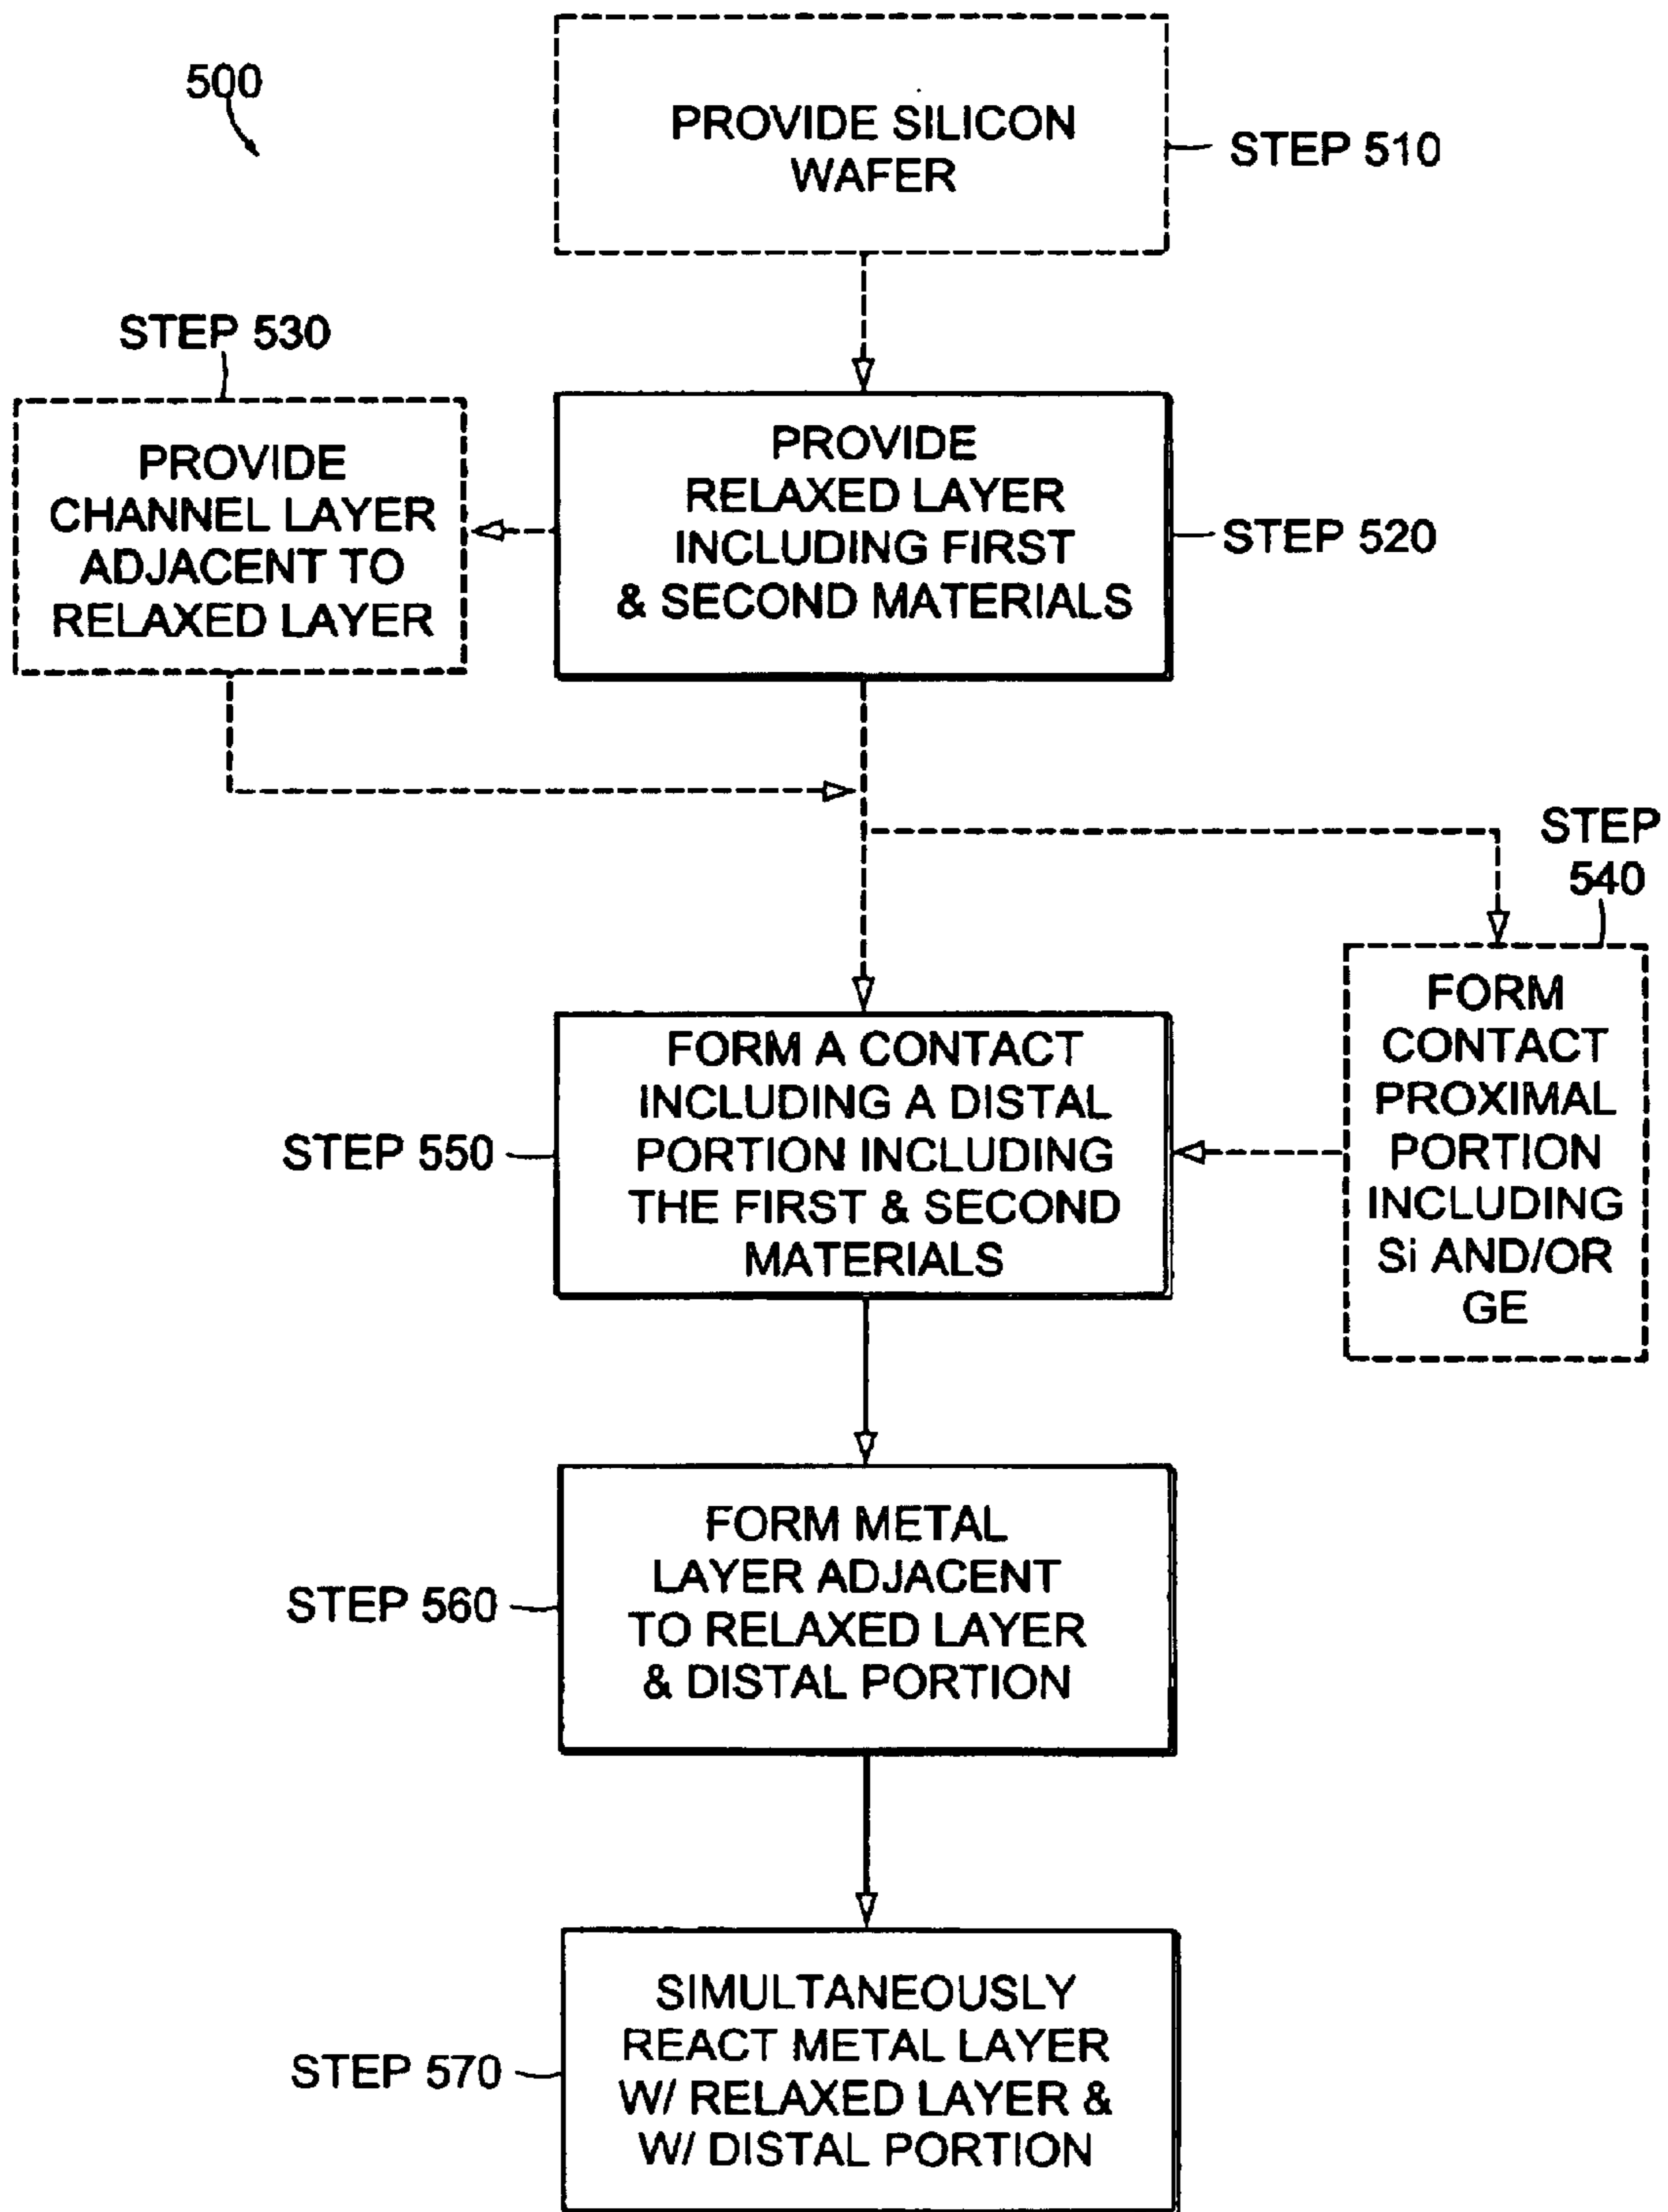 500
PROVIDE SILICON
WAFER
STEP 510
STEP 530
PROVIDE
CHANNEL LAYER
ADJACENT TO
RELAXED LAYER
PROVIDE
RELAXED LAYER
INCLUDING FIRST
& SECOND MATERIALS
STEP 520
STEP
540
FORM
CONTACT
PROXIMAL
PORTION
INCLUDING
Si AND/OR
GE
FORM A CONTACT
INCLUDING A DISTAL
PORTION INCLUDING
THE FIRST & SECOND
MATERIALS
STEP 550
FORM METAL
LAYER ADJACENT
TO RELAXED LAYER
& DISTAL PORTION
STEP 560
SIMULTANEOUSLY
REACT METAL LAYER
W/ RELAXED LAYER &
W/ DISTAL PORTION
STEP 570